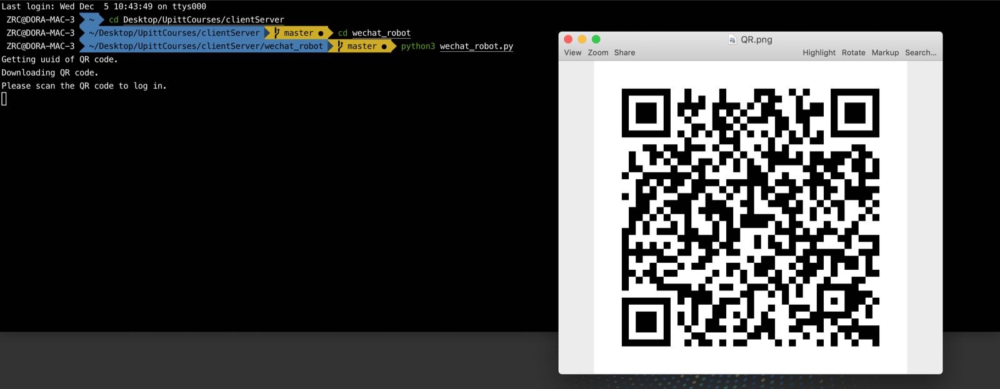 Last login: Wed Dec  5 10:43:49 on ttys000
ZRC@DORA-MAC-3 ~ cd Desktop/UpittCourses/clientServer
ZRC@DORA-MAC-3 ~/Desktop/UpittCourses/clientServer master ● cd wechat_robot
ZRC@DORA-MAC-3 ~/Desktop/UpittCourses/clientServer/wechat_robot master ● python3 wechat_robot.py
Getting uuid of QR code.
Downloading QR code.
Please scan the QR code to log in.
QR.png
View Zoom Share Highlight Rotate Markup Search...